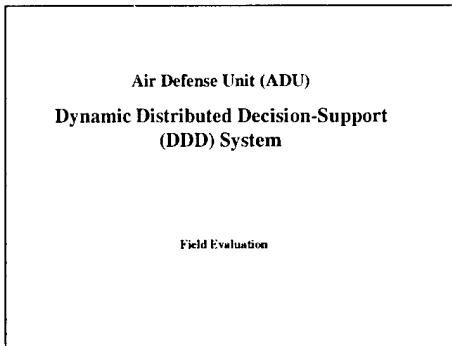 Air Defense Unit (ADU)
Dynamic Distributed Decision-Support
(DDD) System
Field Evaluation